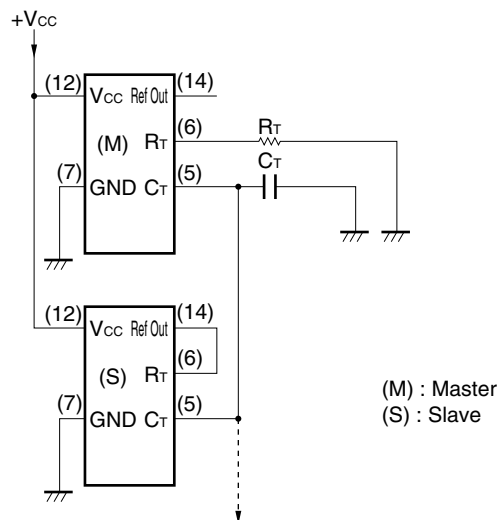 +Vcc
(12) Vcc Ref Out (14)
(M) RT (6) RT
(7) GND CT (5) CT
(12) Vcc Ref Out (14)
(S) RT (6)
(7) GND CT (5)
(M) : Master
(S) : Slave